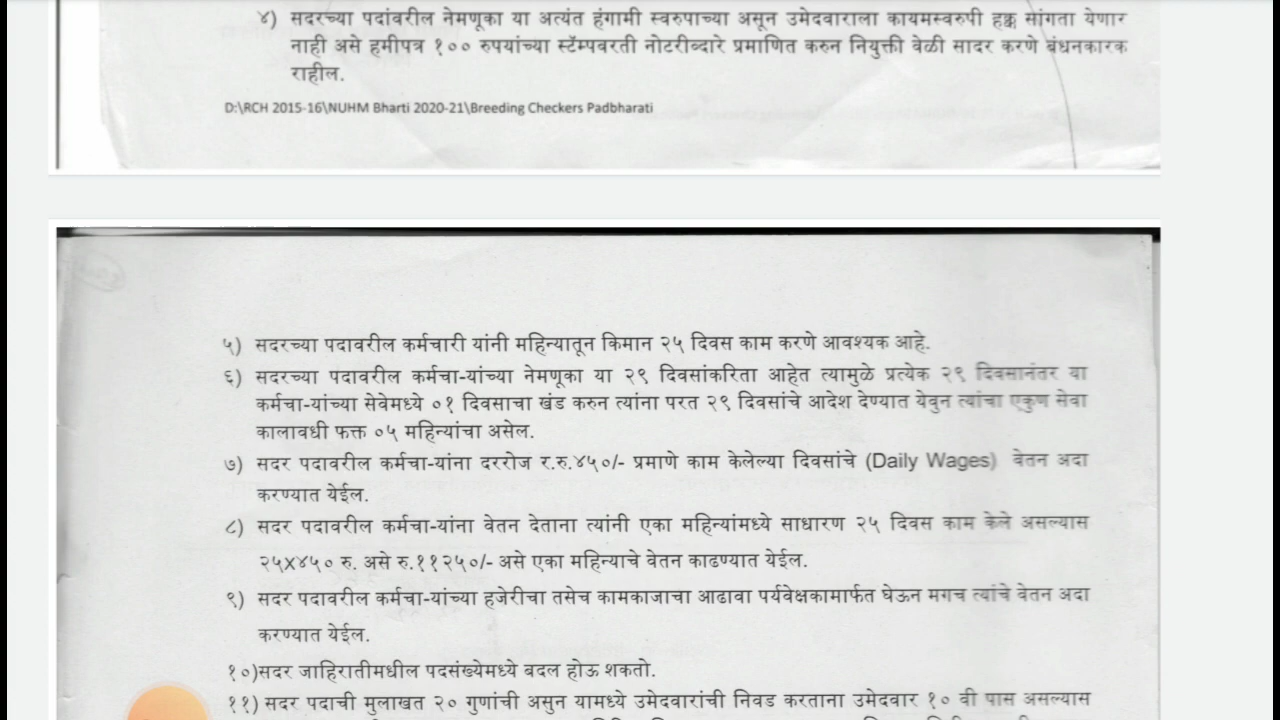 ४) सदरच्या पदांवरील नेमणूका या अत्यंत हंगामी स्वरुपाच्या असून उमेदवाराला कायमस्वरुपी हक्क सांगता येणार
नाही असे हमीपत्र १०० रुपयांच्या स्टॅम्पवरती नोटरीव्दारे प्रमाणित करुन नियुक्ती वेळी सादर करणे बंधनकारक
राहील.
D:\RCH 2015-16\NUHM Bharti 2020-21\Breeding Checkers Padbharati
५) सदरच्या पदावरील कर्मचारी यांनी महिन्यातून किमान २५ दिवस काम करणे आवश्यक आहे.
६) सदरच्या पदावरील कर्मचा-यांच्या नेमणूका या २९ दिवसांकरिता आहेत त्यामुळे प्रत्येक २९ दिवसानंतर या
कर्मचा-यांच्या सेवेमध्ये ०१ दिवसाचा खंड करुन त्यांना परत २९ दिवसांचे आदेश देण्यात येवुन त्यांचा एकुण सेवा
कालावधी फक्त ०५ महिन्यांचा असेल.
७) सदर पदावरील कर्मचा-यांना दररोज र.रु.४५०/- प्रमाणे काम केलेल्या दिवसांचे (Daily Wages) वेतन अदा
करण्यात येईल.
८) सदर पदावरील कर्मचा-यांना वेतन देताना त्यांनी एका महिन्यांमध्ये साधारण २५ दिवस काम केले असल्यास
२५X४५० रु. असे रु.११२५०/- असे एका महिन्याचे वेतन काढण्यात येईल.
९) सदर पदावरील कर्मचा-यांच्या हजेरीचा तसेच कामकाजाचा आढावा पर्यवेक्षकामार्फत घेऊन मगच त्यांचे वेतन अदा
करण्यात येईल.
१०)सदर जाहिरातीमधील पदसंख्येमध्ये बदल होऊ शकतो.
११) सदर पदाची मुलाखत २० गुणांची असुन यामध्ये उमेदवारांची निवड करताना उमेदवार १० वी पास असल्यास